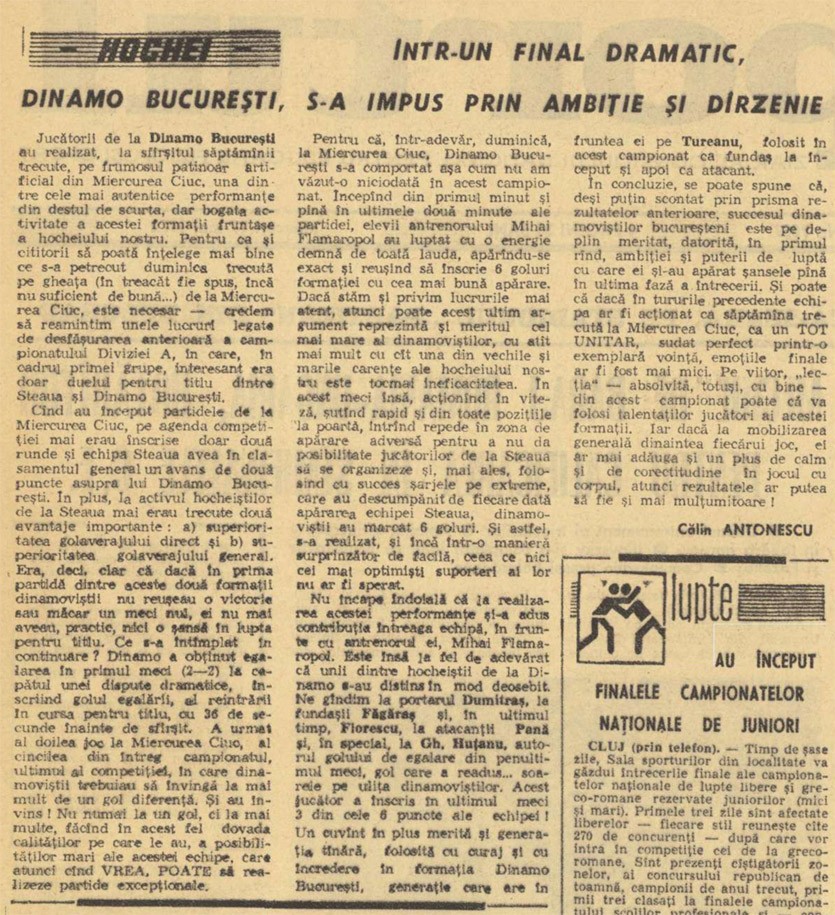 HOCHEI
ÎNTR-UN FINAL DRAMATIC,
DINAMO BUCUREȘTI, S-A IMPUS PRIN AMBIȚIE ȘI DÎRZENIE
Jucătorii de la Dinamo București
au realizat, la sfîrșitul săptămînii
trecute, pe frumosul patinoar arti-
ficial din Miercurea Ciuc, una din-
tre cele mai autentice performanțe
din destul de scurta, dar bogata ac-
tivitate a acestei formații fruntașe
a hocheiului nostru. Pentru ca și
cititorii să poată înțelege mai bine
ce s-a petrecut duminica trecută
pe gheața (în treacăt fie spus, încă
nu suficient de bună...) de la Miercu-
rea Ciuc, este necesar — credem
să reamintim unele lucruri legate
de desfășurarea anterioară a cam-
pionatului Diviziei A, în care, în
cadrul primei grupe, interesant era
doar duelul pentru titlu dintre
Steaua și Dinamo București.
Cînd au început partidele de la
Miercurea Ciuc, pe agenda competi-
ției mai erau înscrise doar două
runde și echipa Steaua avea în cla-
samentul general un avans de două
puncte asupra lui Dinamo Bucu-
rești. În plus, la activul hocheiștilor
de la Steaua mai erau trecute două
avantaje importante : a) superiori-
tatea golaverajului direct și b) su-
perioritatea golaverajului general.
Era, deci, clar că dacă în prima
partidă dintre aceste două formații
dinamoviștii nu reușeau o victorie
sau măcar un meci nul, ei nu mai
aveau, practic, nici o șansă în lupta
pentru titlu. Ce s-a întîmplat în
continuare ? Dinamo a obținut ega-
larea în primul meci (2—2) la ca-
pătul unei dispute dramatice, în-
scriind golul egalării, al reintrării
în cursa pentru titlu, cu 36 de se-
cunde înainte de sfîrșit. A urmat
al doilea joc la Miercurea Ciuc, al
cincilea din întreg campionatul,
ultimul al competiției, în care dina-
moviștii trebuiau să învingă la mai
mult de un gol diferență. Și au în-
vins ! Nu numai la un gol, ci la mai
multe, făcînd în acest fel dovada
calităților pe care le au, a posibili-
tăților mari ale acestei echipe, care
atunci cînd VREA, POATE să rea-
lizeze partide excepționale.
Pentru că, într-adevăr, duminică,
la Miercurea Ciuc, Dinamo Bucu-
rești s-a comportat așa cum nu am
văzut-o niciodată în acest campio-
nat. Începînd din primul minut și
pînă în ultimele două minute ale
partidei, elevii antrenorului Mihai
Flamaropol au luptat cu o energie
demnă de toată lauda, apărîndu-se
exact și reușind să înscrie 6 goluri
formației cu cea mai bună apărare.
Dacă stăm și privim lucrurile mai
atent, atunci poate acest ultim ar-
gument reprezintă și meritul cel
mai mare al dinamoviștilor, cu atît
mai mult cu cît una din vechile și
marile carențe ale hocheiului nos-
tru este tocmai ineficacitatea. În
acest meci însă, acționînd în vite-
ză, șutînd rapid și din toate pozițiile
la poartă, intrînd repede în zona de
apărare adversă pentru a nu da
posibilitate jucătorilor de la Steaua
să se organizeze și, mai ales, folo-
sind cu succes șarjele pe extreme,
care au descumpănit de fiecare dată
apărarea echipei Steaua, dinamo-
viștii au marcat 6 goluri. Și astfel,
s-a realizat, și încă într-o manieră
surprinzător de facilă, ceea ce nici
cei mai optimiști suporteri ai lor
nu ar fi sperat.
Nu încape îndoială că la realiza-
rea acestei performanțe și-a adus
contribuția întreaga echipă, în frun-
te cu antrenorul ei, Mihai Flama-
ropol. Este însă la fel de adevărat
că unii dintre hocheiștii de la Di-
namo s-au distins în mod deosebit.
Ne gîndim la portarul Dumitraș, la
fundașii Făgăraș și, în ultimul
timp, Florescu, la atacanții Pană
și, în special, la Gh. Huțanu, auto-
rul golului de egalare din penulti-
mul meci, gol care a readus... soa-
rele pe ulița dinamoviștilor. Acest
jucător a înscris în ultimul meci
3 din cele 6 puncte ale echipei !
Un cuvînt în plus merită și genera-
ția tînără, folosită cu curaj și cu
încredere în formația Dinamo
București, generație care are în
fruntea ei pe Tureanu, folosit în
acest campionat ca fundaș la în-
ceput și apoi ca atacant.
În concluzie, se poate spune că,
deși puțin scontat prin prisma re-
zultatelor anterioare, succesul dina-
moviștilor bucureșteni este pe de-
plin meritat, datorită, în primul
rînd, ambiției și puterii de luptă
cu care ei și-au apărat șansele pînă
în ultima fază a întrecerii. Și poate
că dacă în tururile precedente echi-
pa ar fi acționat ca săptămîna tre-
cută la Miercurea Ciuc, ca un TOT
UNITAR, sudat perfect printr-o
exemplară voință, emoțiile finale
ar fi fost mai mici. Pe viitor, „lec-
ția" — absolvită, totuși, cu bine —
din acest campionat poate că va
folosi talentaților jucători ai acestei
formații. Iar dacă la mobilizarea
generală dinaintea fiecărui joc, ei
ar mai adăuga și un plus de calm
și de corectitudine în jocul cu
corpul, atunci rezultatele ar putea
să fie și mai mulțumitoare !
Călin ANTONESCU
lupte
AU ÎNCEPUT
FINALELE CAMPIONATELOR
NAȚIONALE DE JUNIORI
CLUJ (prin telefon). — Timp de șase
zile, Sala sporturilor din localitate va
găzdui întrecerile finale ale campiona-
telor naționale de lupte libere și gre-
co-romane rezervate juniorilor (mici
și mari). Primele trei zile sînt afectate
liberelor — fiecare stil reunește cîte
270 de concurenți — după care vor
intra în competiție cei de la greco-
romane. Sînt prezenți cîștigătorii zo-
nelor, ai concursului republican de
toamnă, campionii de anul trecut, pri-
mii trei clasați la finalele campiona-
tului școlilor profesionale și